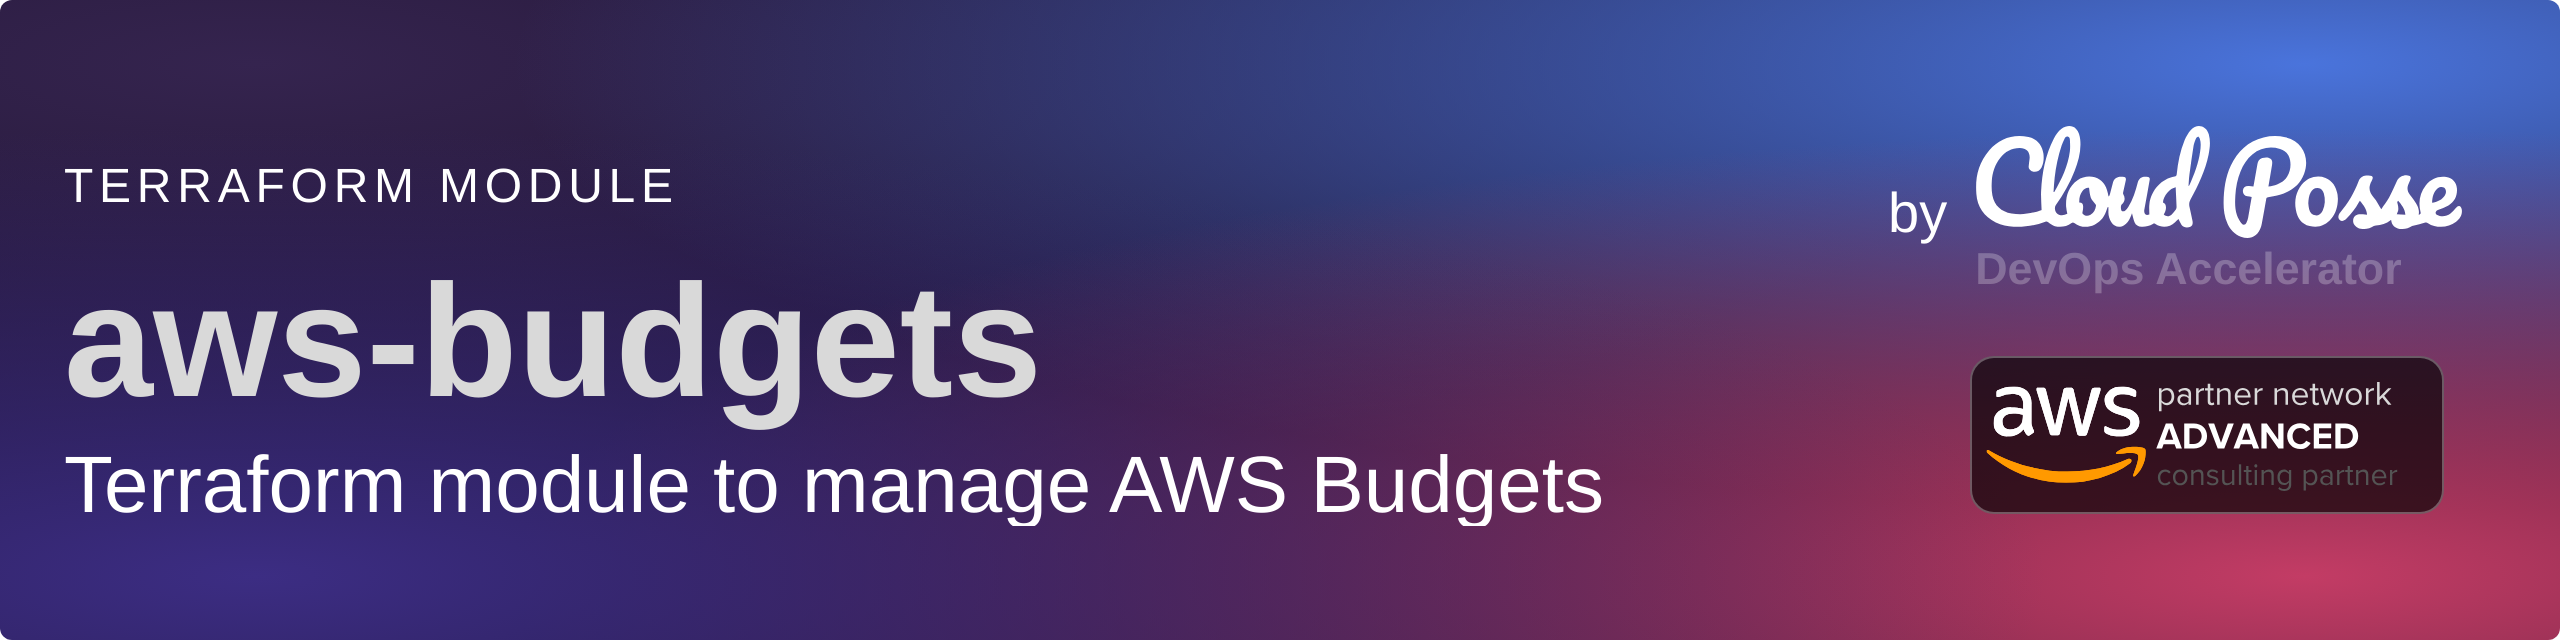 TERRAFORM MODULE
aws-budgets
Terraform module to manage AWS Budgets
by Cloud Posse
DevOps Accelerator
aws partner network
ADVANCED
consulting partner